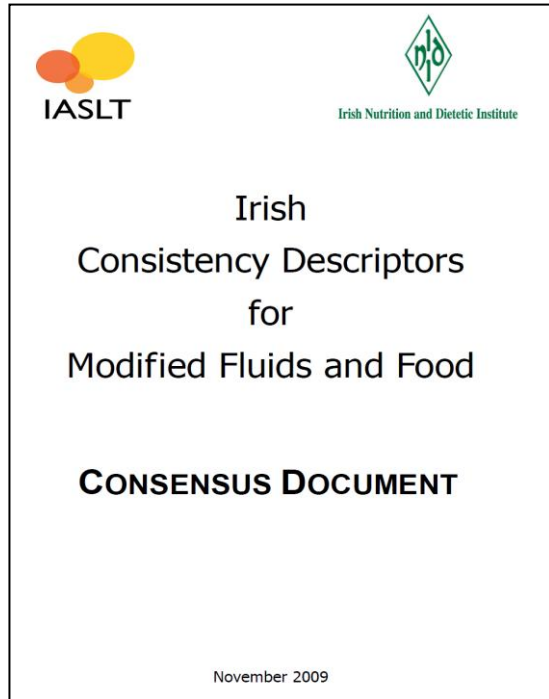 IASLT
Irish Nutrition and Dietetic Institute
Irish
Consistency Descriptors
for
Modified Fluids and Food
CONSENSUS DOCUMENT
November 2009